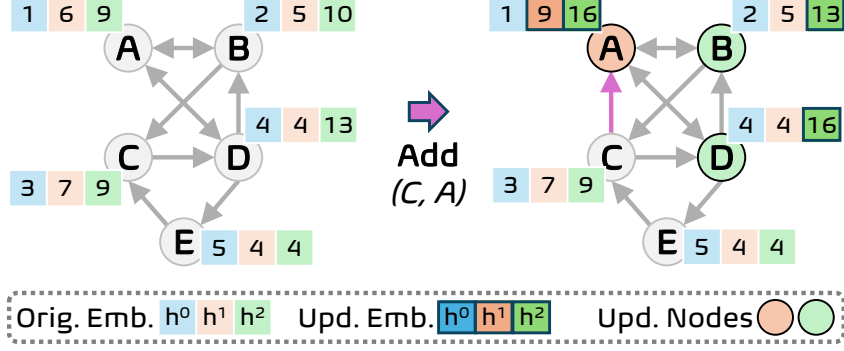 1 6 9
2 5 10
A
B
4 4 13
C
D
3 7 9
E
5 4 4
Add
(C, A)
1 9 16
2 5 13
A
B
4 4 16
C
D
3 7 9
E
5 4 4
Orig. Emb. h⁰ h¹ h² Upd. Emb. h⁰ h¹ h² Upd. Nodes